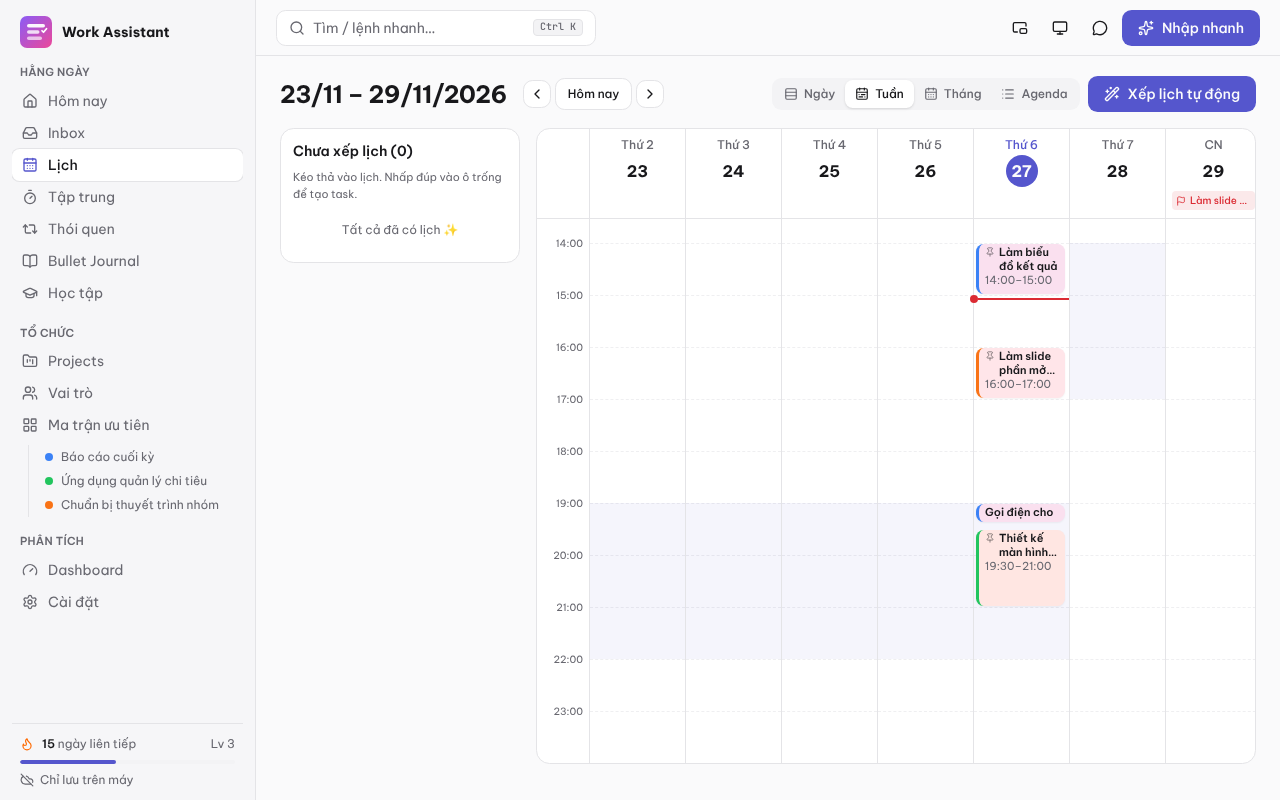 Work Assistant
HẰNG NGÀY
Hôm nay
Inbox
Lịch
Tập trung
Thói quen
Bullet Journal
Học tập
TỔ CHỨC
Projects
Vai trò
Ma trận ưu tiên
Báo cáo cuối kỳ
Ứng dụng quản lý chi tiêu
Chuẩn bị thuyết trình nhóm
PHÂN TÍCH
Dashboard
Cài đặt
15 ngày liên tiếp Lv 3
Chỉ lưu trên máy
Tìm / lệnh nhanh... Ctrl K
Nhập nhanh
23/11 – 29/11/2026
Hôm nay
Ngày Tuần Tháng Agenda
Xếp lịch tự động
Chưa xếp lịch (0)
Kéo thả vào lịch. Nhấp đúp vào ô trống
để tạo task.
Tất cả đã có lịch ✨
Thứ 2 Thứ 3 Thứ 4 Thứ 5 Thứ 6 Thứ 7 CN
23 24 25 26 27 28 29
Làm slide ...
14:00
Làm biểu
đồ kết quả
14:00–15:00
15:00
16:00
Làm slide
phần mở...
16:00–17:00
17:00
18:00
19:00
Gọi điện cho
Thiết kế
màn hình...
19:30–21:00
20:00
21:00
22:00
23:00